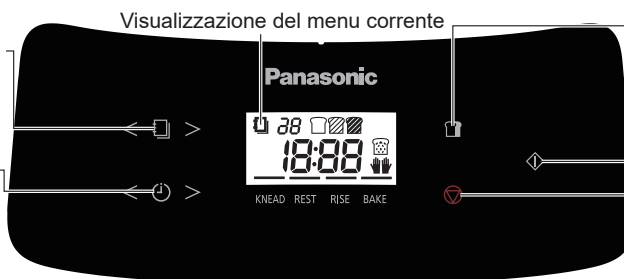 Visualizzazione del menu corrente
Panasonic
38
18:88
KNEAD REST RISE BAKE